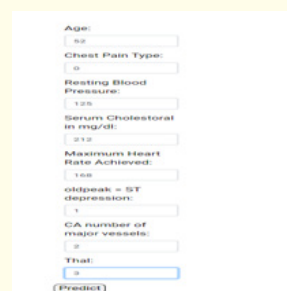 Age:
52
Chest Pain Type:
0
Resting Blood
Pressure:
125
Serum Cholestoral
in mg/dl:
212
Maximum Heart
Rate Achieved:
168
oldpeak = ST
depression:
1
CA number of
major vessels:
2
Thal:
3
Predict